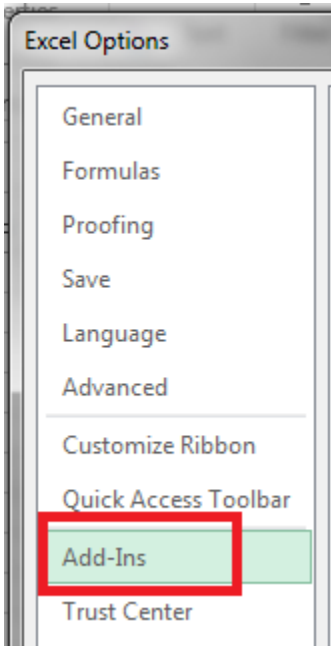 Excel Options
General
Formulas
Proofing
Save
Language
Advanced
Customize Ribbon
Quick Access Toolbar
Add-Ins
Trust Center